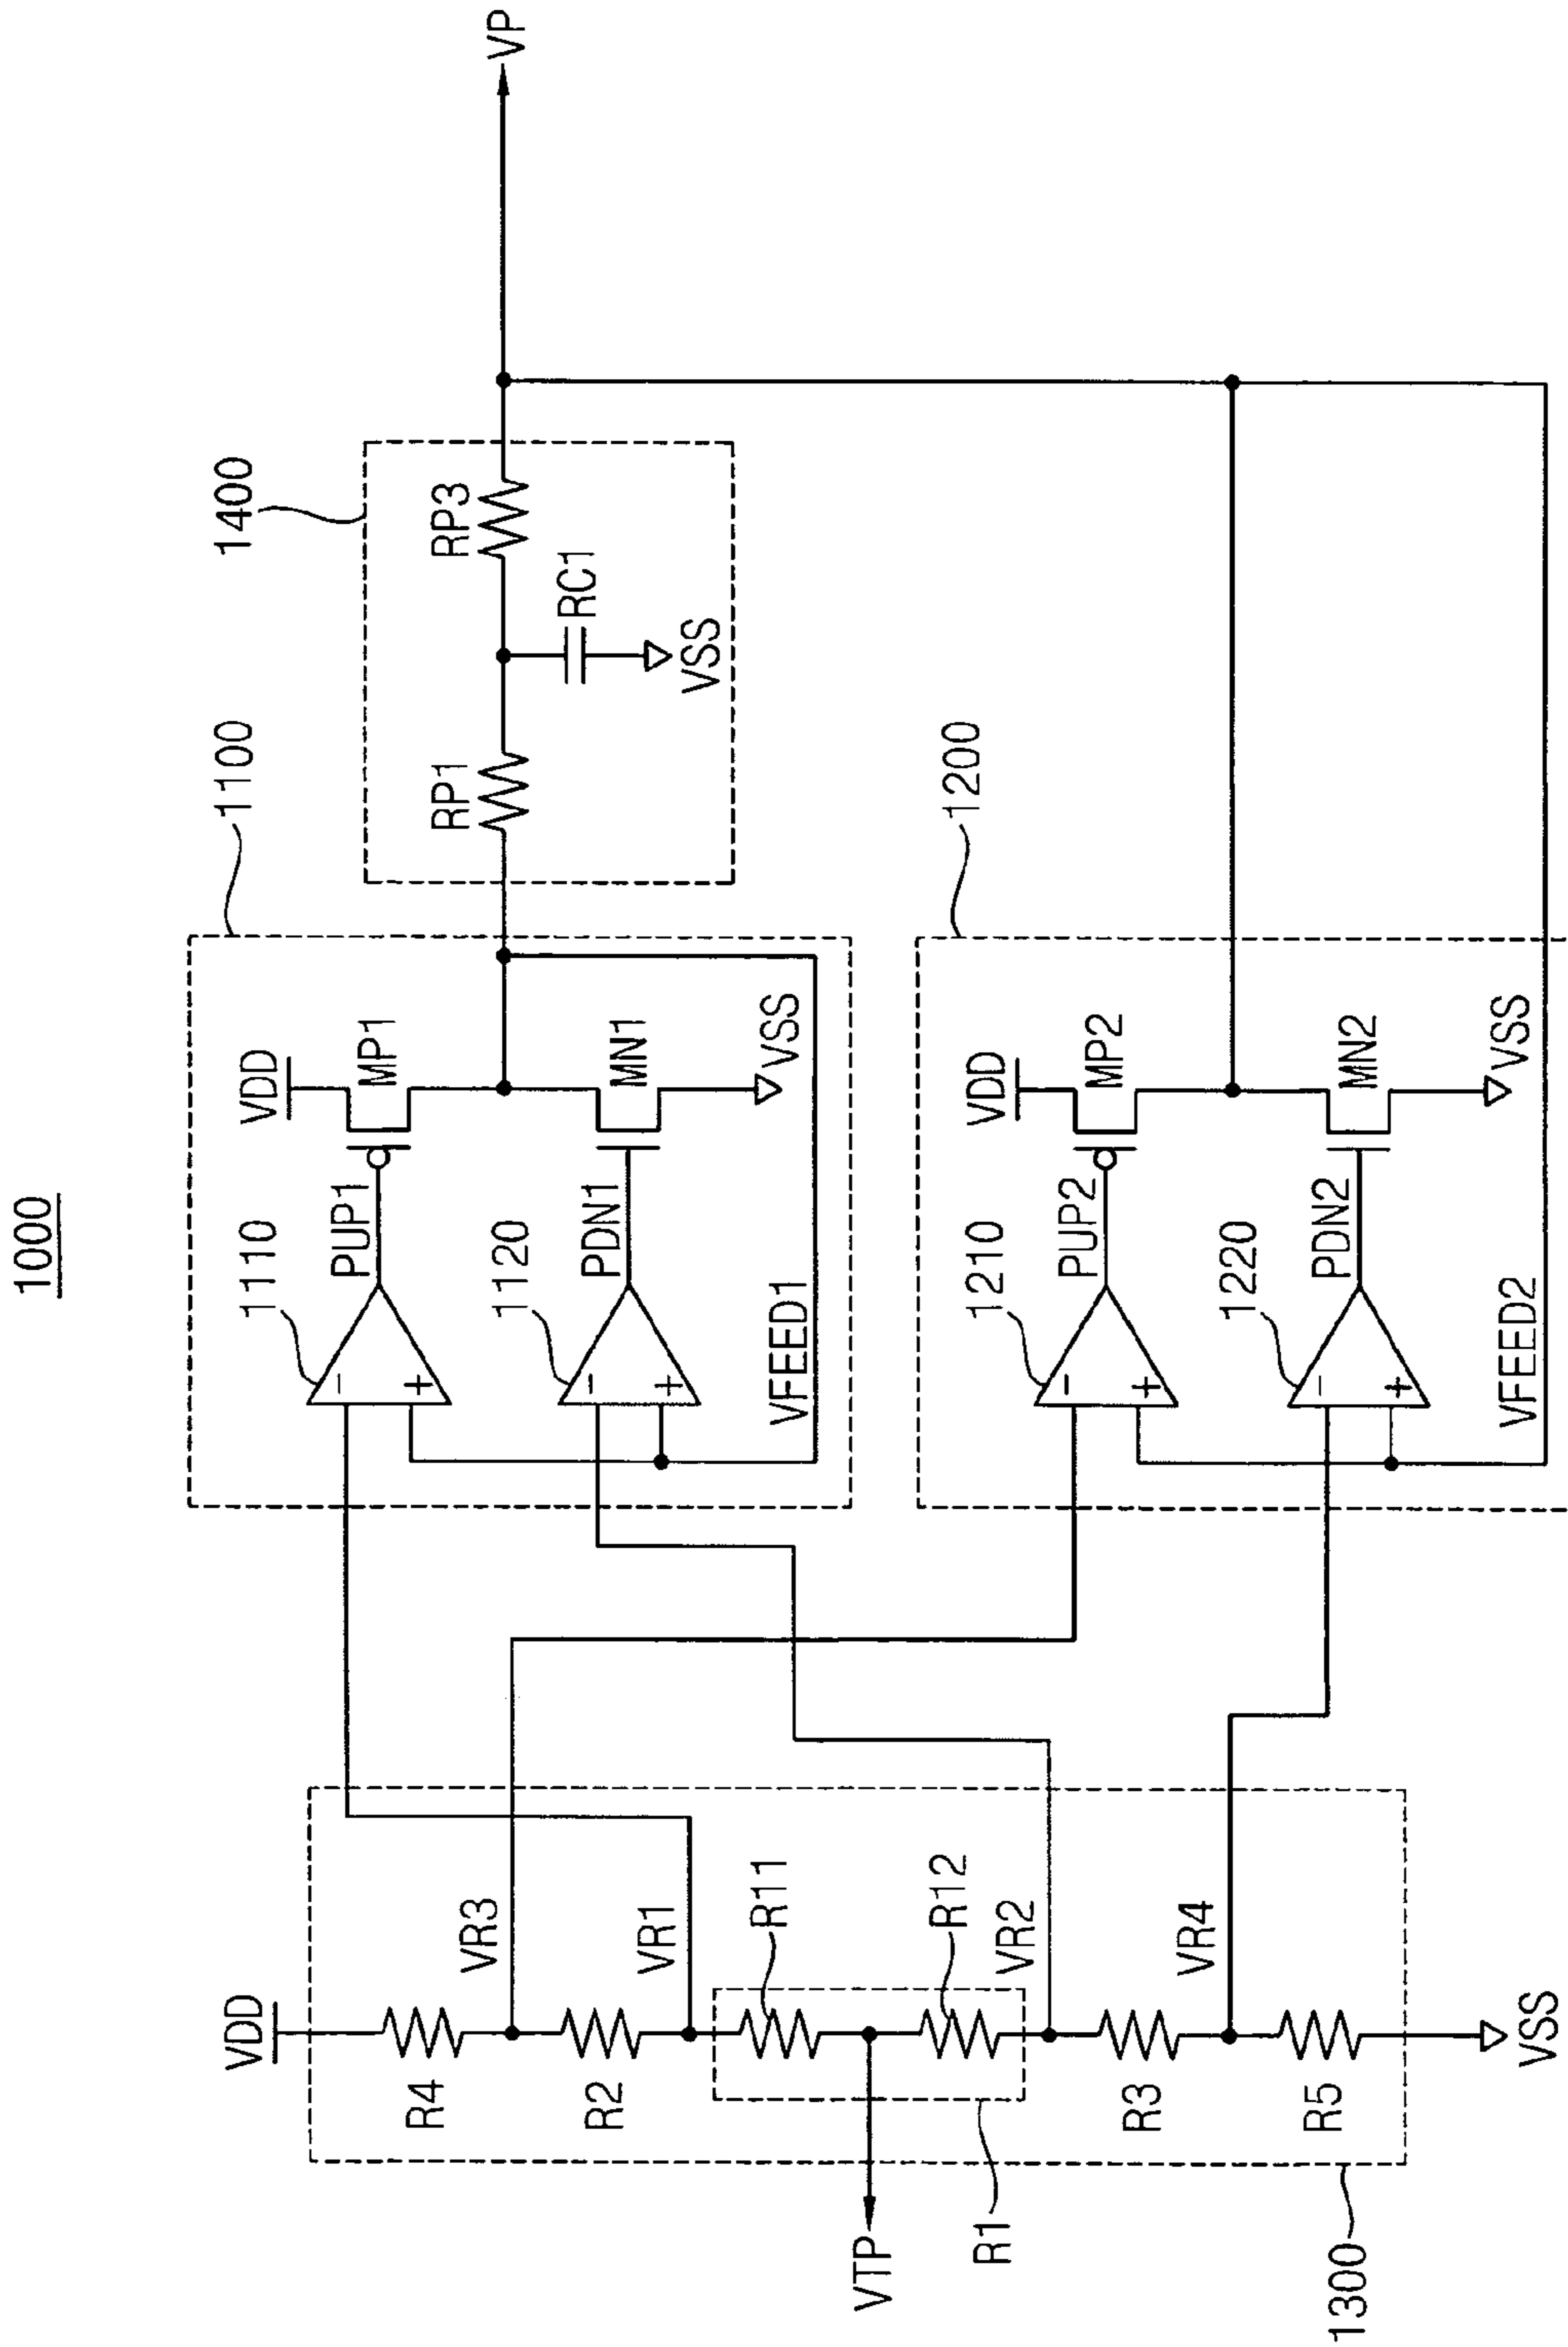 1000
1100
1400
VDD
1110
PUP1
MP1
1120
PDN1
MN1
VFEED1
VSS
RP1
RP3
RC1
VSS
VP
1200
VDD
1210
PUP2
MP2
1220
PDN2
MN2
VFEED2
VSS
-
+
-
+
-
+
-
+
VDD
R4
VR3
R2
VR1
R11
VTP
R12
R1
VR2
R3
VR4
R5
VSS
1300